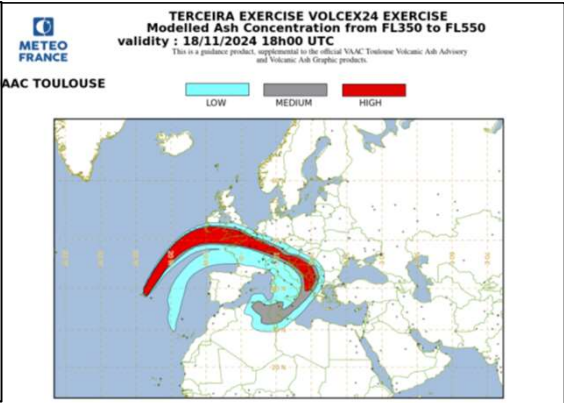 TERCEIRA EXERCISE VOLCEX24 EXERCISE
Modelled Ash Concentration from FL350 to FL550
validity : 18/11/2024 18h00 UTC
This is a guidance product, supplemental to the official VAAC Toulouse Volcanic Ash Advisory
and Volcanic Ash Graphic products.
METEO
FRANCE
AAC TOULOUSE
LOW
MEDIUM
HIGH